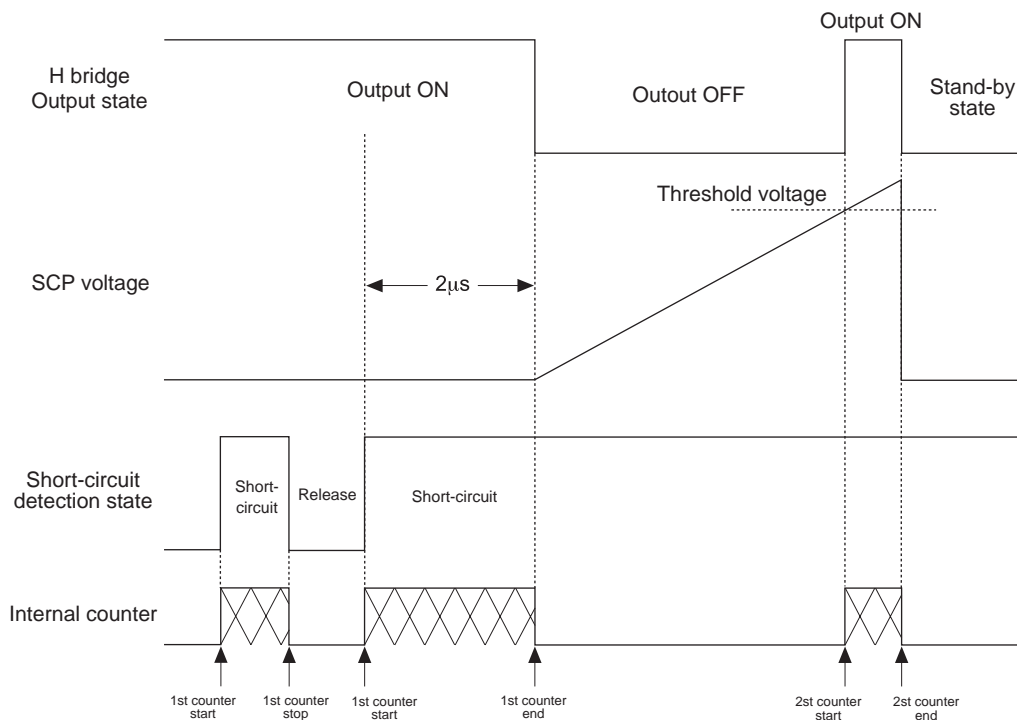 Output ON
H bridge
Output state
Output ON
Outout OFF
Stand-by
state
Threshold voltage
SCP voltage
2μs
Short-circuit
detection state
Short-
circuit
Release
Short-circuit
Internal counter
1st counter
start
1st counter
stop
1st counter
start
1st counter
end
2st counter
start
2st counter
end